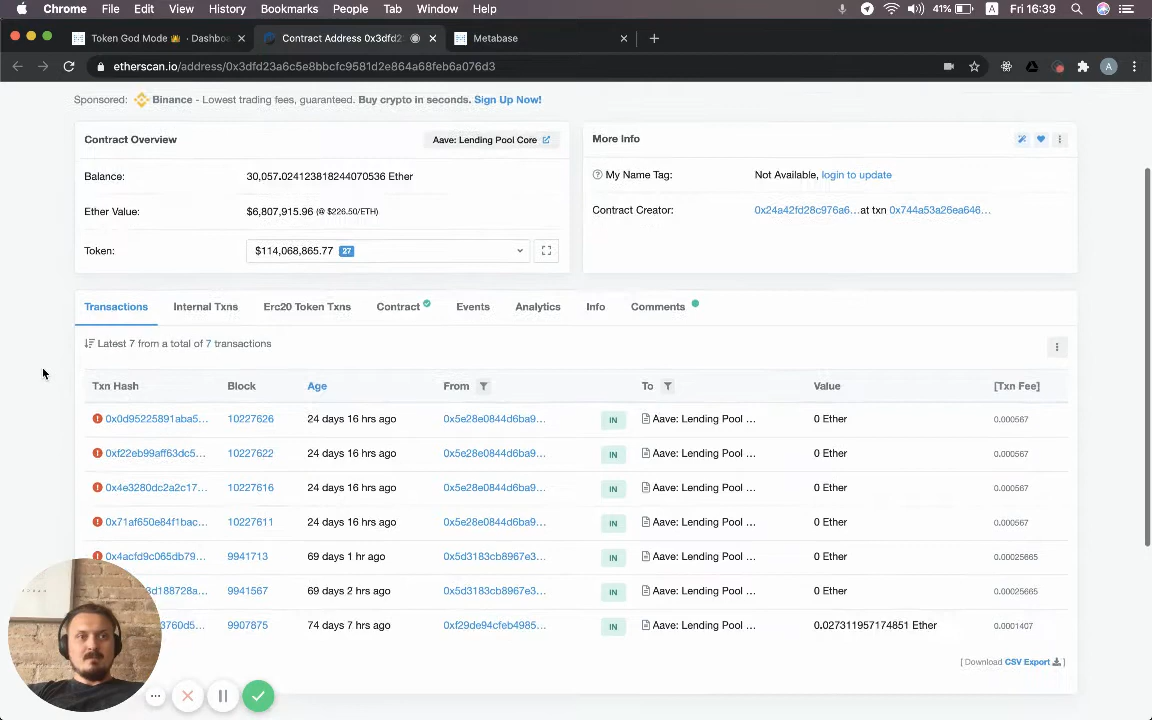 Chrome File Edit View History Bookmarks People Tab Window Help 41% A Fri 16:39
Token God Mode 👑 - Dashbo Contract Address 0x3dfd2 Metabase
etherscan.io/address/0x3dfd23a6c5e8bbcfc9581d2e864a68feb6a076d3 A
Sponsored: Binance - Lowest trading fees, guaranteed. Buy crypto in seconds. Sign Up Now!
Contract Overview Aave: Lending Pool Core
Balance: 30,057.024123818244070536 Ether
Ether Value: $6,807,915.96 (@ $226.50/ETH)
Token: $114,068,865.77 27
More Info
My Name Tag: Not Available, login to update
Contract Creator: 0x24a42fd28c976a6... at txn 0x744a53a26ea646...
Transactions Internal Txns Erc20 Token Txns Contract Events Analytics Info Comments
Latest 7 from a total of 7 transactions
Txn Hash Block Age From To Value [Txn Fee]
0x0d95225891aba5... 10227626 24 days 16 hrs ago 0x5e28e0844d6ba9... IN Aave: Lending Pool ... 0 Ether 0.000567
0xf22eb99aff63dc5... 10227622 24 days 16 hrs ago 0x5e28e0844d6ba9... IN Aave: Lending Pool ... 0 Ether 0.000567
0x4e3280dc2a2c17... 10227616 24 days 16 hrs ago 0x5e28e0844d6ba9... IN Aave: Lending Pool ... 0 Ether 0.000567
0x71af650e84f1bac... 10227611 24 days 16 hrs ago 0x5e28e0844d6ba9... IN Aave: Lending Pool ... 0 Ether 0.000567
0x4acfd9c065db79... 9941713 69 days 1 hr ago 0x5d3183cb8967e3... IN Aave: Lending Pool ... 0 Ether 0.00025665
3d188728a... 9941567 69 days 2 hrs ago 0x5d3183cb8967e3... IN Aave: Lending Pool ... 0 Ether 0.00025665
3760d5... 9907875 74 days 7 hrs ago 0xf29de94cfeb4985... IN Aave: Lending Pool ... 0.027311957174851 Ether 0.0001407
[ Download CSV Export ]